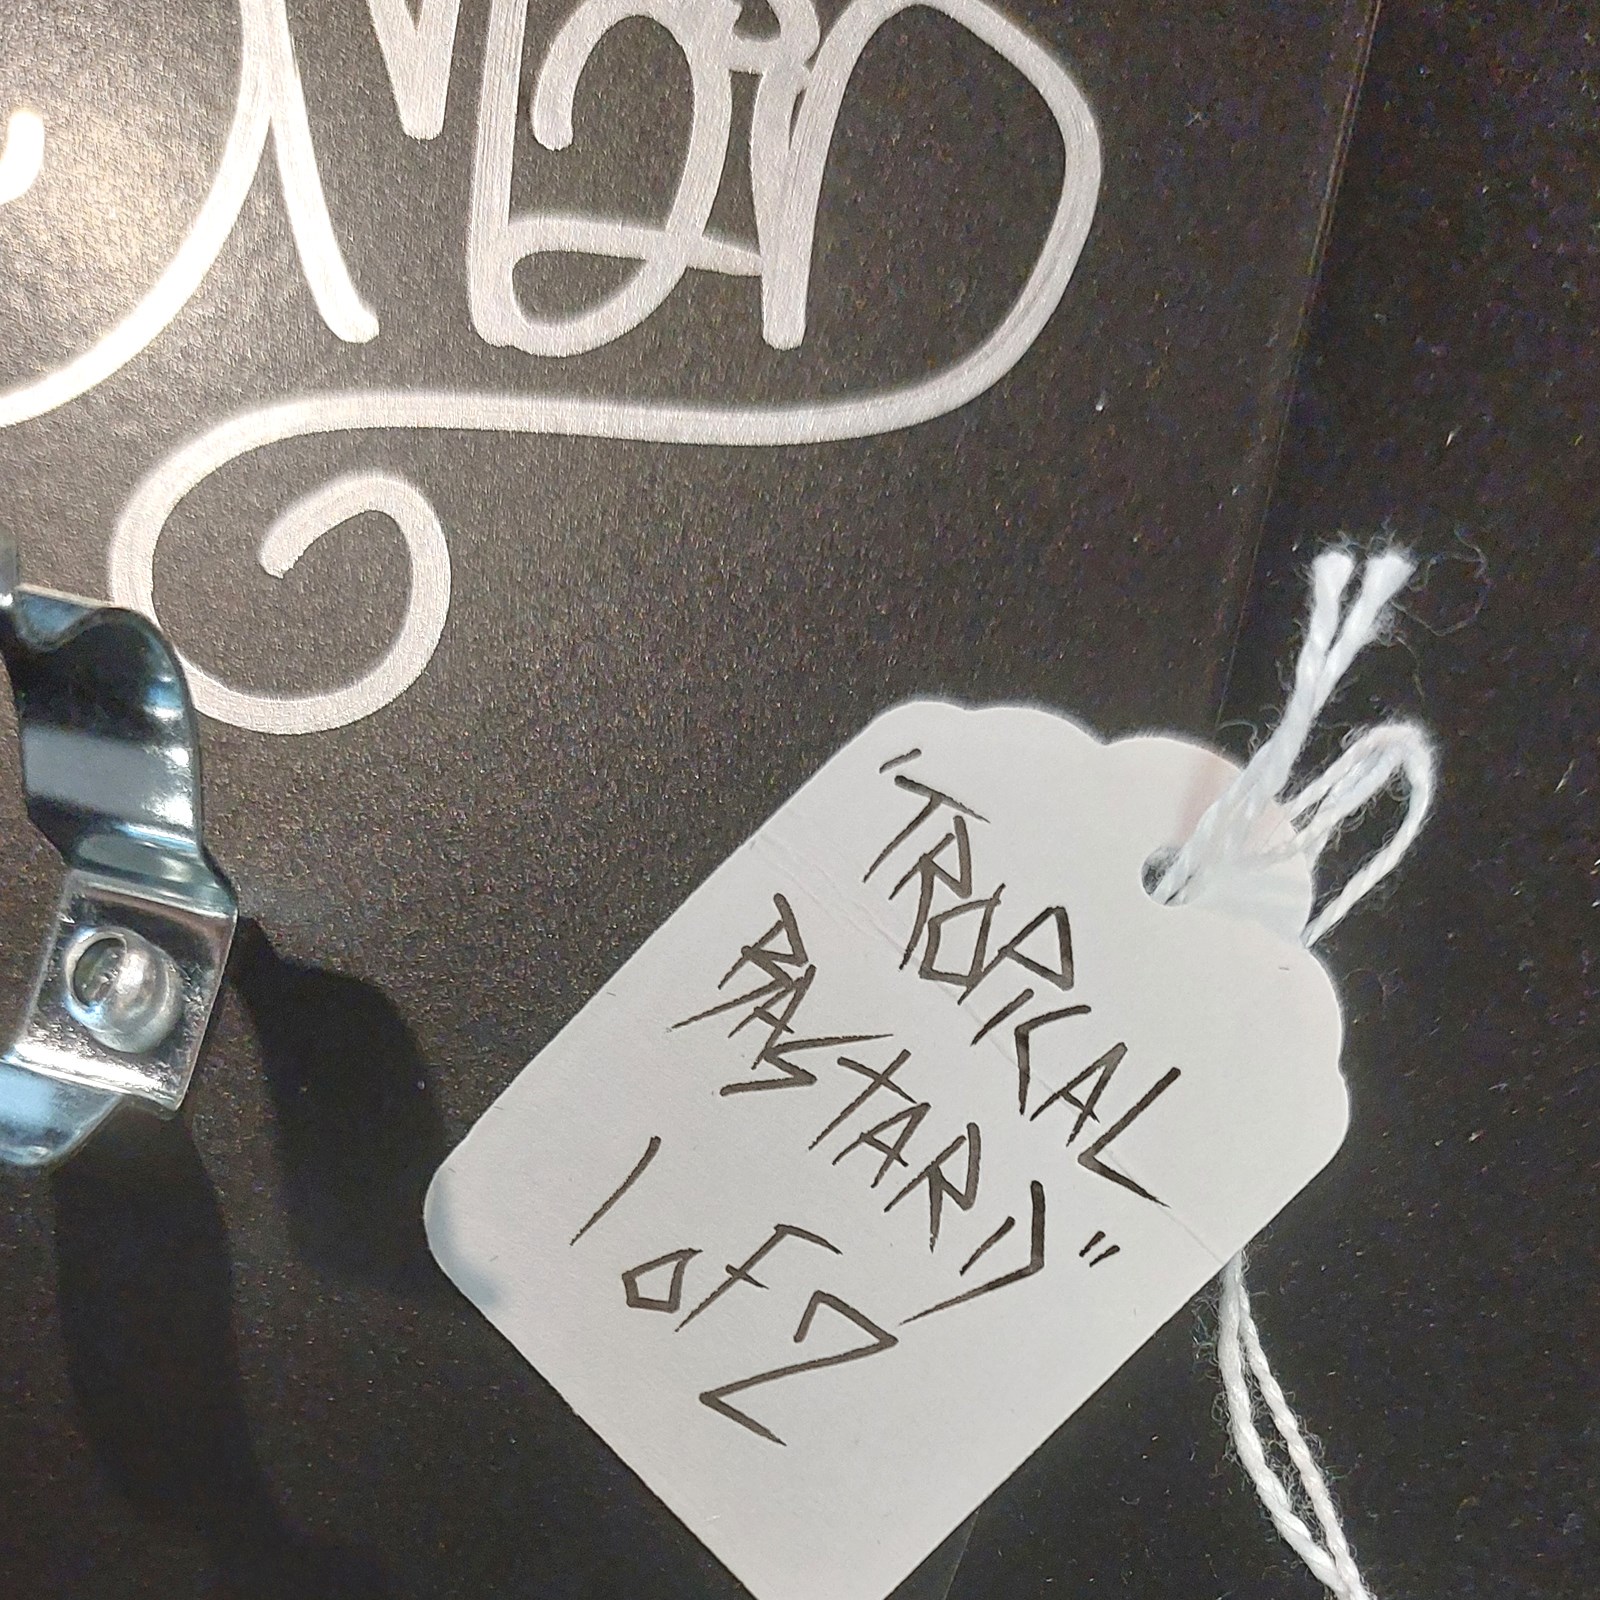 "TROPICAL
BASTARD"
1 of 2